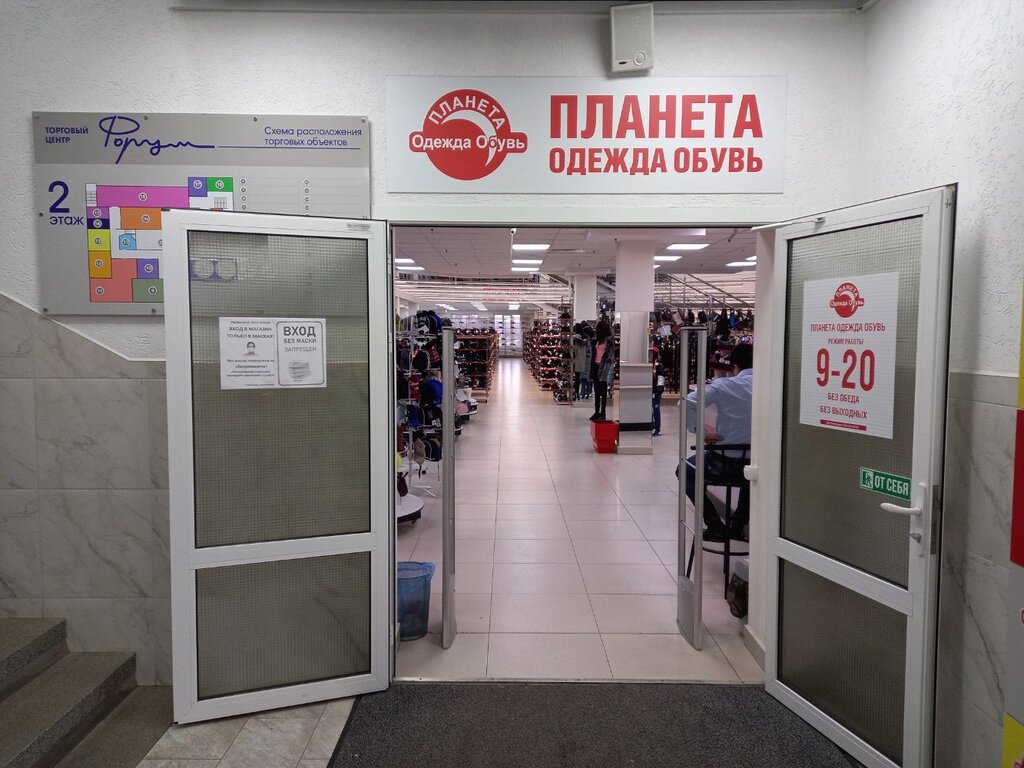 ТОРГОВЫЙ
ЦЕНТР
Форум
Схема расположения
торговых объектов
2
этаж
ПЛАНЕТА
Одежда Обувь
ПЛАНЕТА
ОДЕЖДА ОБУВЬ
ВХОД В МАГАЗИН
ТОЛЬКО В МАСКАХ!
ВХОД
БЕЗ МАСКИ
ЗАПРЕЩЕН
ПЛАНЕТА
Одежда Обувь
ПЛАНЕТА ОДЕЖДА ОБУВЬ
РЕЖИМ РАБОТЫ
9-20
БЕЗ ОБЕДА
БЕЗ ВЫХОДНЫХ
ОТ СЕБЯ